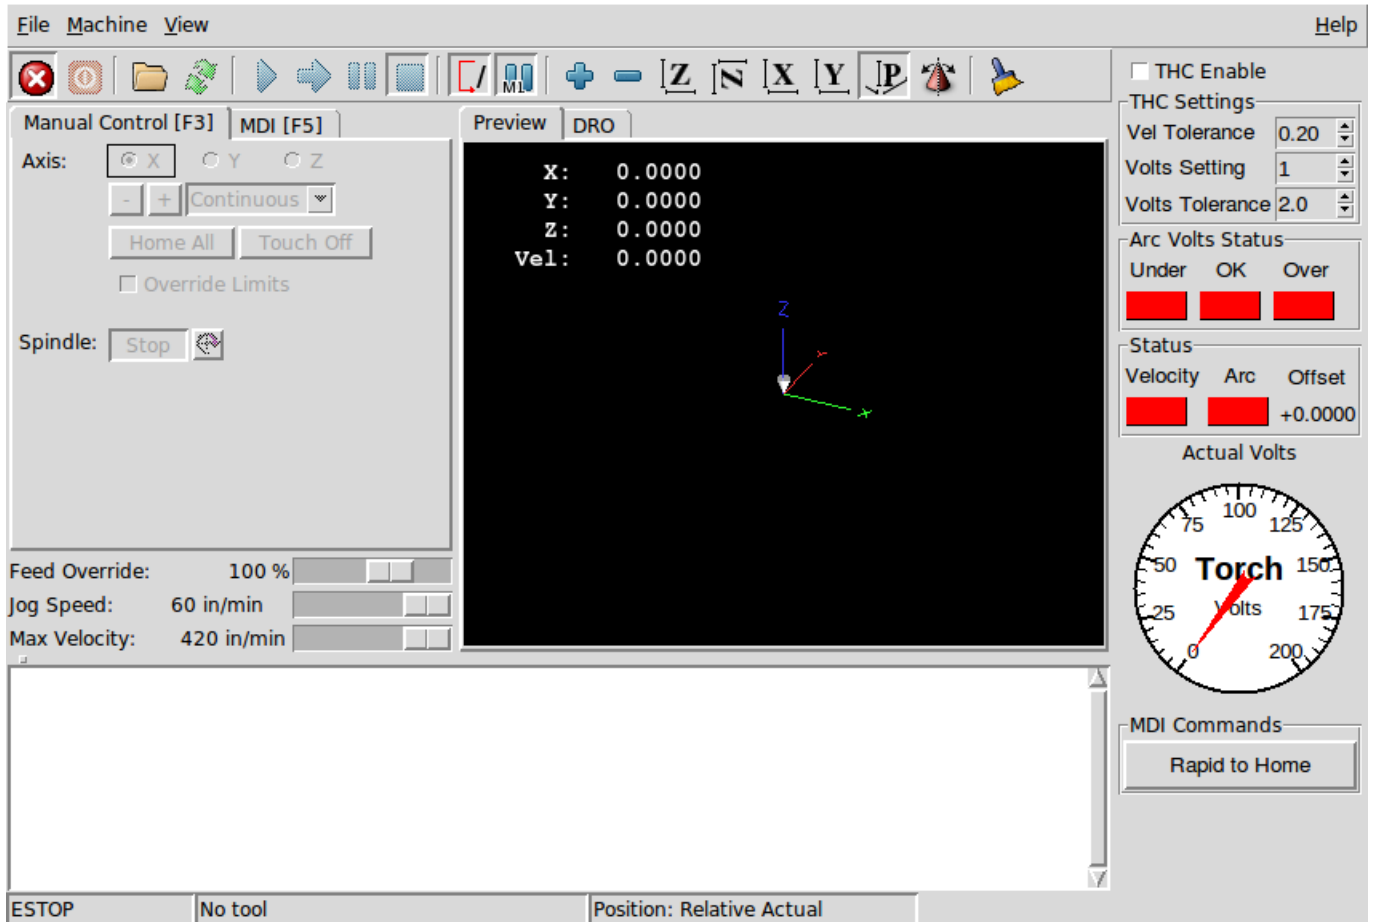 File Machine View Help
M1 Z N X Y P
Manual Control [F3] MDI [F5]
Axis: X Y Z
- + Continuous
Home All Touch Off
Override Limits
Spindle: Stop
Feed Override: 100 %
Jog Speed: 60 in/min
Max Velocity: 420 in/min
Preview DRO
X: 0.0000
Y: 0.0000
Z: 0.0000
Vel: 0.0000
Z
Y
X
THC Enable
THC Settings
Vel Tolerance 0.20
Volts Setting 1
Volts Tolerance 2.0
Arc Volts Status
Under OK Over
Status
Velocity Arc Offset
+0.0000
Actual Volts
0 25 50 75 100 125 150 175 200
Torch
Volts
MDI Commands
Rapid to Home
ESTOP No tool Position: Relative Actual